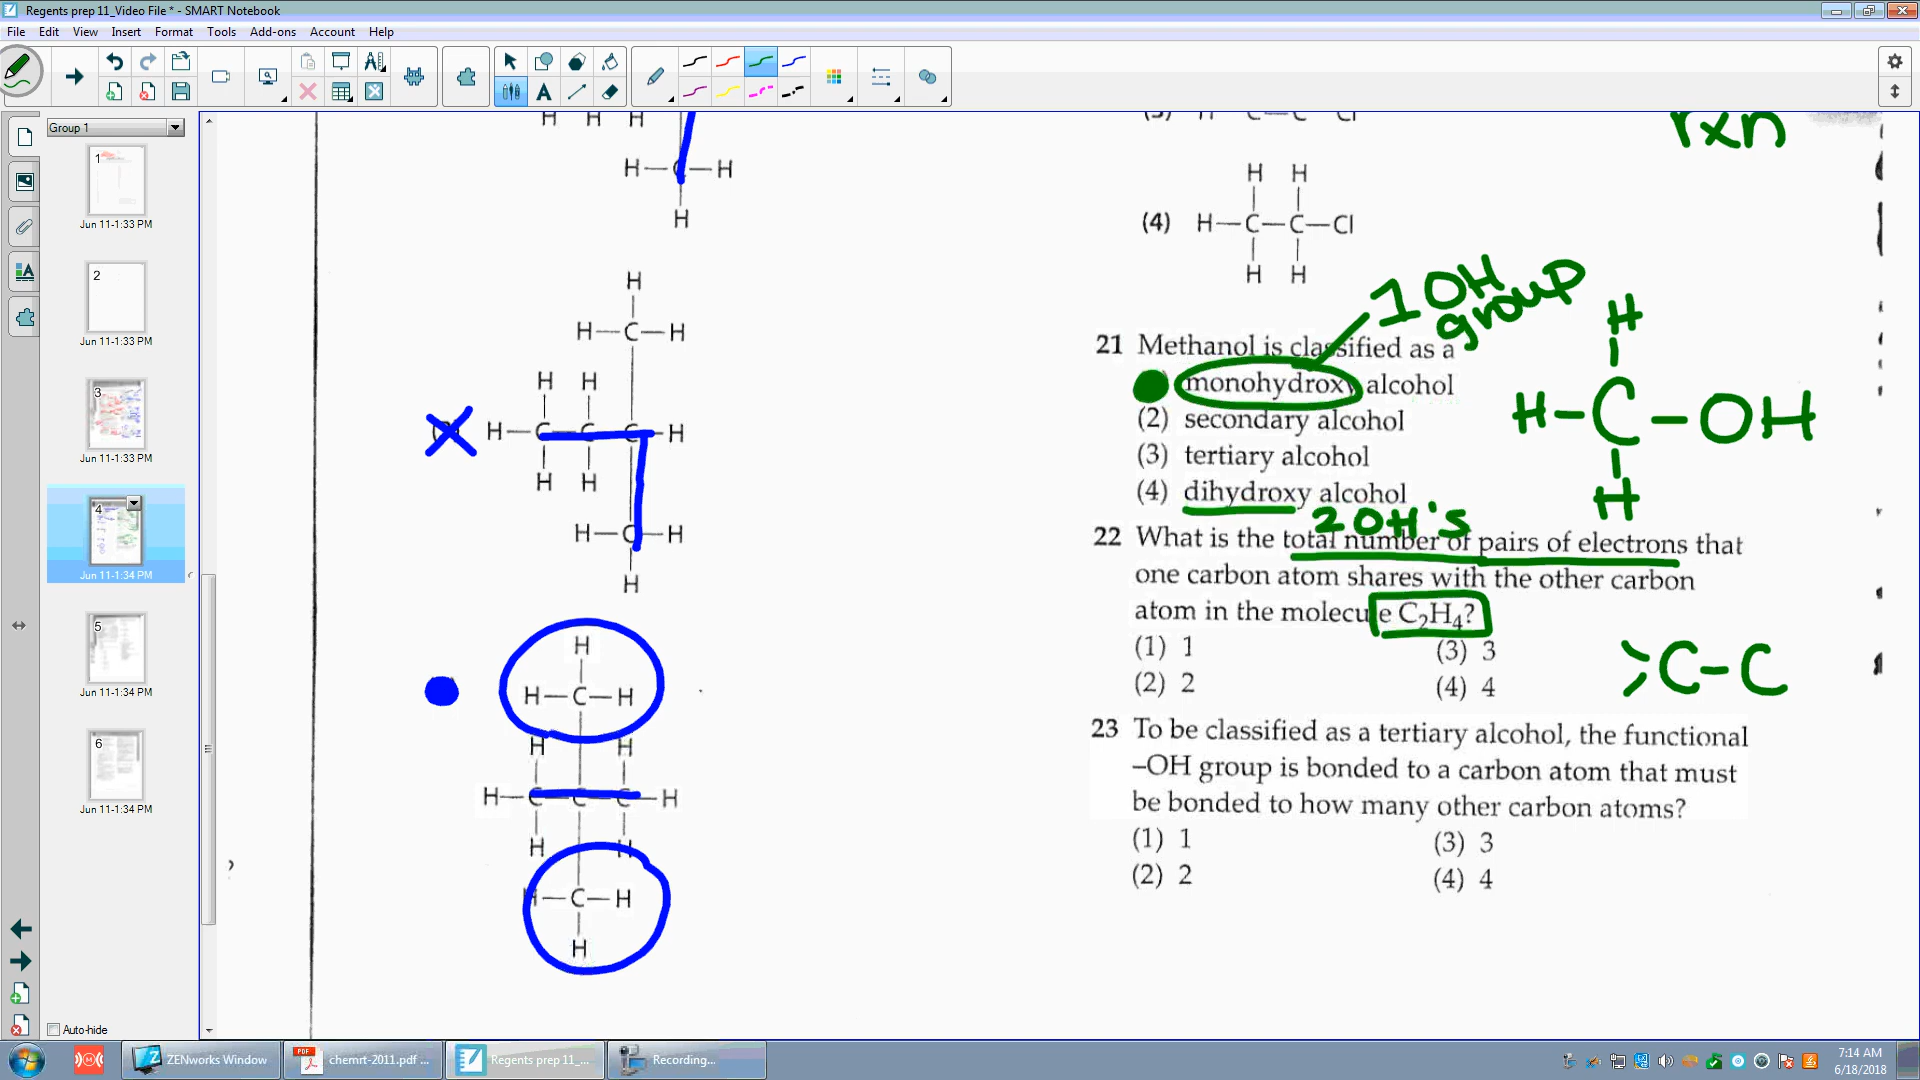 Regents prep 11_Video File * - SMART Notebook
File Edit View Insert Format Tools Add-ons Account Help
Group 1
1
Jun 11-1:33 PM
2
Jun 11-1:33 PM
3
Jun 11-1:33 PM
4
Jun 11-1:34 PM
5
Jun 11-1:34 PM
6
Jun 11-1:34 PM
Auto-hide
H H H
H—C—H
H
H
H—C—H
H H
H—C—C—C—H
H H
H—C—H
H
H
H—C—H
H H
H—C—C—C—H
H H
H—C—H
H
rxn
H H
(4) H—C—C—Cl
H H
1 OH group
21 Methanol is classified as a
monohydroxy alcohol
(2) secondary alcohol
(3) tertiary alcohol
(4) dihydroxy alcohol
2 OH's
H
H–C–OH
H
22 What is the total number of pairs of electrons that
one carbon atom shares with the other carbon
atom in the molecule C₂H₄?
(1) 1 (3) 3
(2) 2 (4) 4
C–C
23 To be classified as a tertiary alcohol, the functional
–OH group is bonded to a carbon atom that must
be bonded to how many other carbon atoms?
(1) 1 (3) 3
(2) 2 (4) 4
ZENworks Window
chemrt-2011.pdf ...
Regents prep 11_...
Recording...
7:14 AM
6/18/2018